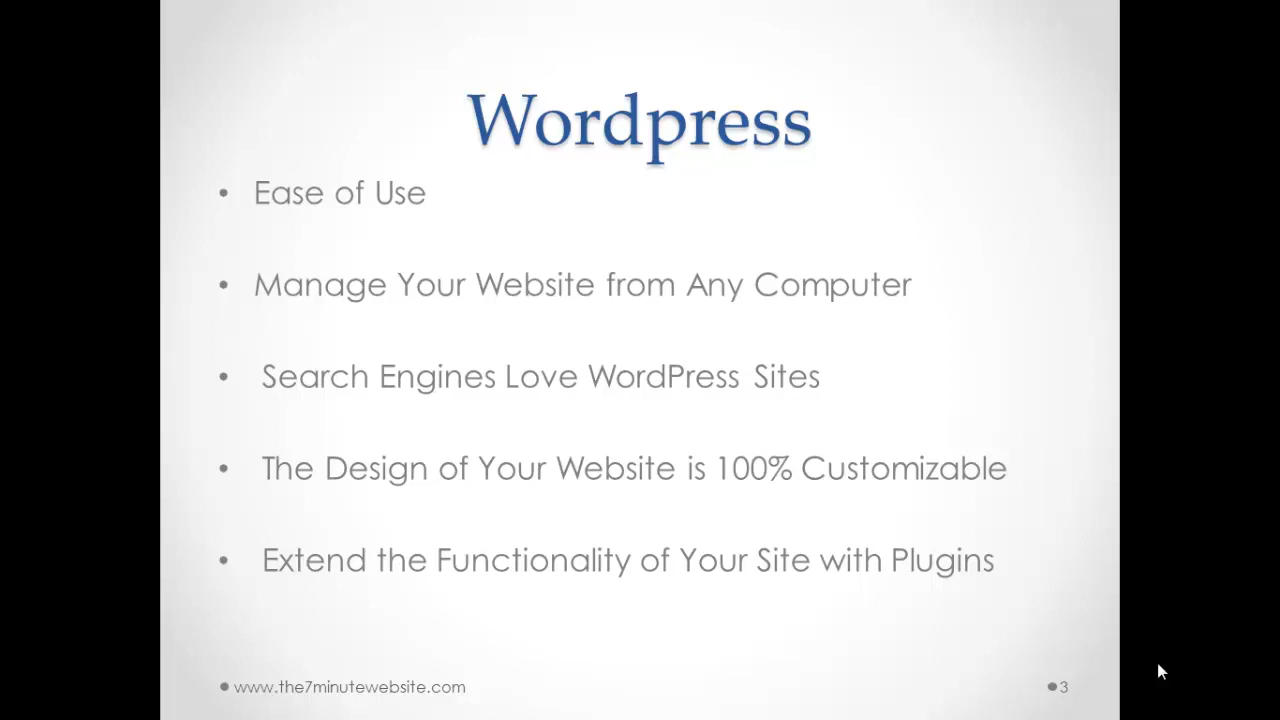 Wordpress
• Ease of Use
• Manage Your Website from Any Computer
• Search Engines Love WordPress Sites
• The Design of Your Website is 100% Customizable
• Extend the Functionality of Your Site with Plugins
• www.the7minutewebsite.com
• 3